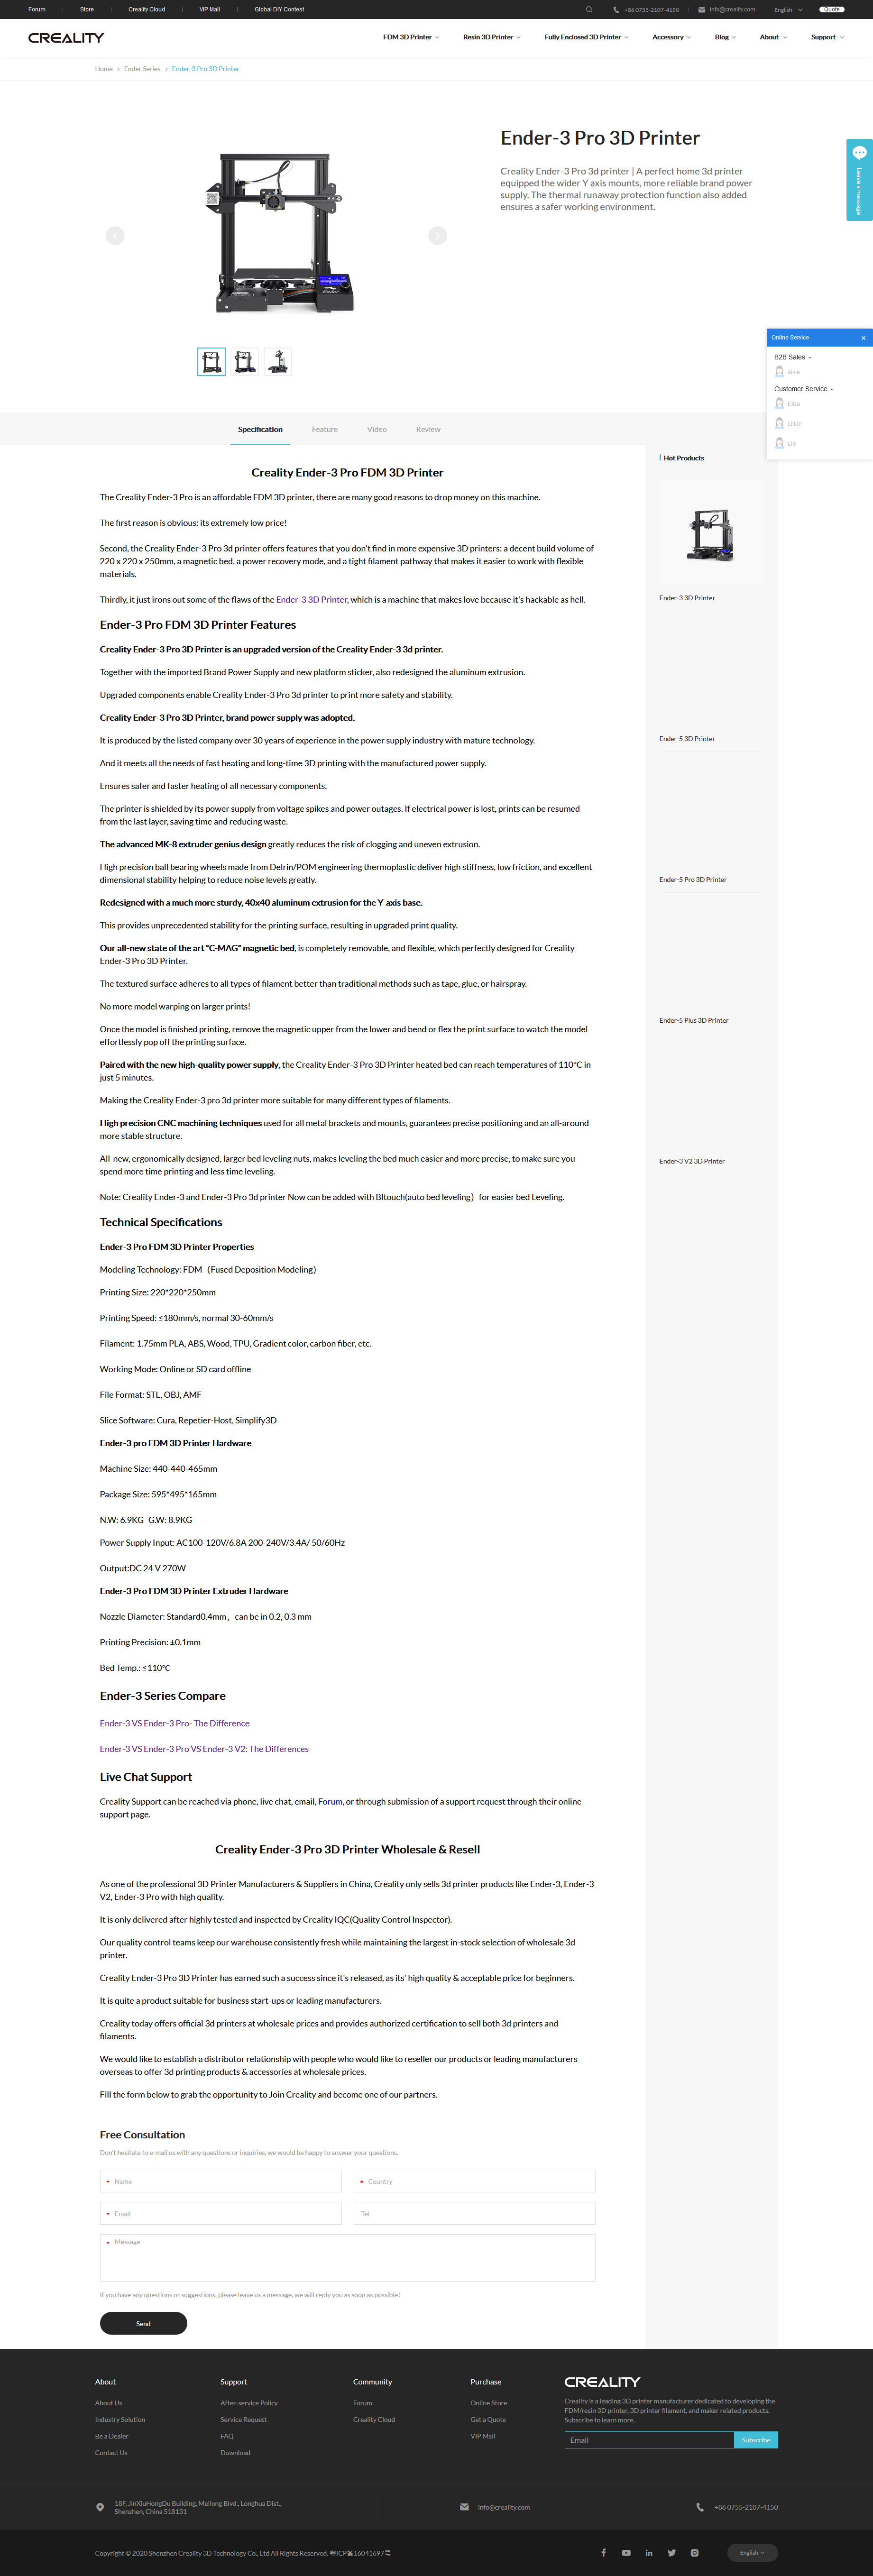 Forum | Store | Creality Cloud | VIP Mall | Global DIY Contest
+86 0755-2107-4150 | info@creality.com English Quote
CREALITY
FDM 3D Printer Resin 3D Printer Fully Enclosed 3D Printer Accessory Blog About Support
Home > Ender Series > Ender-3 Pro 3D Printer
Ender-3 Pro 3D Printer
Creality Ender-3 Pro 3d printer | A perfect home 3d printer
equipped the wider Y axis mounts, more reliable brand power
supply. The thermal runaway protection function also added
ensures a safer working environment.
Leave a message
Online Service
B2B Sales
Alice
Customer Service
Eliza
Lillian
Lily
Specification Feature Video Review
Creality Ender-3 Pro FDM 3D Printer
The Creality Ender-3 Pro is an affordable FDM 3D printer, there are many good reasons to drop money on this machine.
The first reason is obvious: its extremely low price!
Second, the Creality Ender-3 Pro 3d printer offers features that you don't find in more expensive 3D printers: a decent build volume of
220 x 220 x 250mm, a magnetic bed, a power recovery mode, and a tight filament pathway that makes it easier to work with flexible
materials.
Thirdly, it just irons out some of the flaws of the Ender-3 3D Printer, which is a machine that makes love because it's hackable as hell.
Ender-3 Pro FDM 3D Printer Features
Creality Ender-3 Pro 3D Printer is an upgraded version of the Creality Ender-3 3d printer.
Together with the imported Brand Power Supply and new platform sticker, also redesigned the aluminum extrusion.
Upgraded components enable Creality Ender-3 Pro 3d printer to print more safety and stability.
Creality Ender-3 Pro 3D Printer, brand power supply was adopted.
It is produced by the listed company over 30 years of experience in the power supply industry with mature technology.
And it meets all the needs of fast heating and long-time 3D printing with the manufactured power supply.
Ensures safer and faster heating of all necessary components.
The printer is shielded by its power supply from voltage spikes and power outages. If electrical power is lost, prints can be resumed
from the last layer, saving time and reducing waste.
The advanced MK-8 extruder genius design greatly reduces the risk of clogging and uneven extrusion.
High precision ball bearing wheels made from Delrin/POM engineering thermoplastic deliver high stiffness, low friction, and excellent
dimensional stability helping to reduce noise levels greatly.
Redesigned with a much more sturdy, 40x40 aluminum extrusion for the Y-axis base.
This provides unprecedented stability for the printing surface, resulting in upgraded print quality.
Our all-new state of the art "C-MAG" magnetic bed, is completely removable, and flexible, which perfectly designed for Creality
Ender-3 Pro 3D Printer.
The textured surface adheres to all types of filament better than traditional methods such as tape, glue, or hairspray.
No more model warping on larger prints!
Once the model is finished printing, remove the magnetic upper from the lower and bend or flex the print surface to watch the model
effortlessly pop off the printing surface.
Paired with the new high-quality power supply, the Creality Ender-3 Pro 3D Printer heated bed can reach temperatures of 110°C in
just 5 minutes.
Making the Creality Ender-3 pro 3d printer more suitable for many different types of filaments.
High precision CNC machining techniques used for all metal brackets and mounts, guarantees precise positioning and an all-around
more stable structure.
All-new, ergonomically designed, larger bed leveling nuts, makes leveling the bed much easier and more precise, to make sure you
spend more time printing and less time leveling.
Note: Creality Ender-3 and Ender-3 Pro 3d printer Now can be added with Bltouch(auto bed leveling）for easier bed Leveling.
Technical Specifications
Ender-3 Pro FDM 3D Printer Properties
Modeling Technology: FDM（Fused Deposition Modeling）
Printing Size: 220*220*250mm
Printing Speed: ≤180mm/s, normal 30-60mm/s
Filament: 1.75mm PLA, ABS, Wood, TPU, Gradient color, carbon fiber, etc.
Working Mode: Online or SD card offline
File Format: STL, OBJ, AMF
Slice Software: Cura, Repetier-Host, Simplify3D
Ender-3 pro FDM 3D Printer Hardware
Machine Size: 440-440-465mm
Package Size: 595*495*165mm
N.W: 6.9KG G.W: 8.9KG
Power Supply Input: AC100-120V/6.8A 200-240V/3.4A/ 50/60Hz
Output:DC 24 V 270W
Ender-3 Pro FDM 3D Printer Extruder Hardware
Nozzle Diameter: Standard0.4mm，can be in 0.2, 0.3 mm
Printing Precision: ±0.1mm
Bed Temp.: ≤110℃
Ender-3 Series Compare
Ender-3 VS Ender-3 Pro- The Difference
Ender-3 VS Ender-3 Pro VS Ender-3 V2: The Differences
Live Chat Support
Creality Support can be reached via phone, live chat, email, Forum, or through submission of a support request through their online
support page.
Creality Ender-3 Pro 3D Printer Wholesale & Resell
As one of the professional 3D Printer Manufacturers & Suppliers in China, Creality only sells 3d printer products like Ender-3, Ender-3
V2, Ender-3 Pro with high quality.
It is only delivered after highly tested and inspected by Creality IQC(Quality Control Inspector).
Our quality control teams keep our warehouse consistently fresh while maintaining the largest in-stock selection of wholesale 3d
printer.
Creality Ender-3 Pro 3D Printer has earned such a success since it's released, as its' high quality & acceptable price for beginners.
It is quite a product suitable for business start-ups or leading manufacturers.
Creality today offers official 3d printers at wholesale prices and provides authorized certification to sell both 3d printers and
filaments.
We would like to establish a distributor relationship with people who would like to reseller our products or leading manufacturers
overseas to offer 3d printing products & accessories at wholesale prices.
Fill the form below to grab the opportunity to Join Creality and become one of our partners.
Hot Products
Ender-3 3D Printer
Ender-5 3D Printer
Ender-5 Pro 3D Printer
Ender-5 Plus 3D Printer
Ender-3 V2 3D Printer
Free Consultation
Don't hesitate to e-mail us with any questions or inquiries, we would be happy to answer your questions.
* Name * Country
* Email Tel
* Message
If you have any questions or suggestions, please leave us a message, we will reply you as soon as possible!
Send
About
About Us
Industry Solution
Be a Dealer
Contact Us
Support
After-service Policy
Service Request
FAQ
Download
Community
Forum
Creality Cloud
Purchase
Online Store
Get a Quote
VIP Mall
CREALITY
Creality is a leading 3D printer manufacturer dedicated to developing the
FDM/resin 3D printer, 3D printer filament, and maker related products.
Subscribe to learn more.
Email Subscribe
18F, JinXiuHongDu Building, Meilong Blvd., Longhua Dist.,
Shenzhen, China 518131
info@creality.com
+86 0755-2107-4150
Copyright © 2020 Shenzhen Creality 3D Technology Co., Ltd All Rights Reserved. 粤ICP备16041697号
English